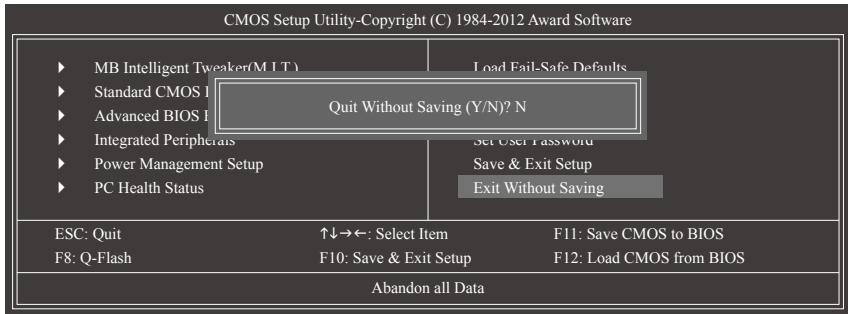 CMOS Setup Utility-Copyright (C) 1984-2012 Award Software
MB Intelligent Tweaker(M.I.T.)
Standard CMOS
Advanced BIOS
Integrated Peripherals
Power Management Setup
PC Health Status
Load Fail-Safe Defaults
Set User Password
Save & Exit Setup
Exit Without Saving
Quit Without Saving (Y/N)? N
ESC: Quit ↑↓→←: Select Item F11: Save CMOS to BIOS
F8: Q-Flash F10: Save & Exit Setup F12: Load CMOS from BIOS
Abandon all Data